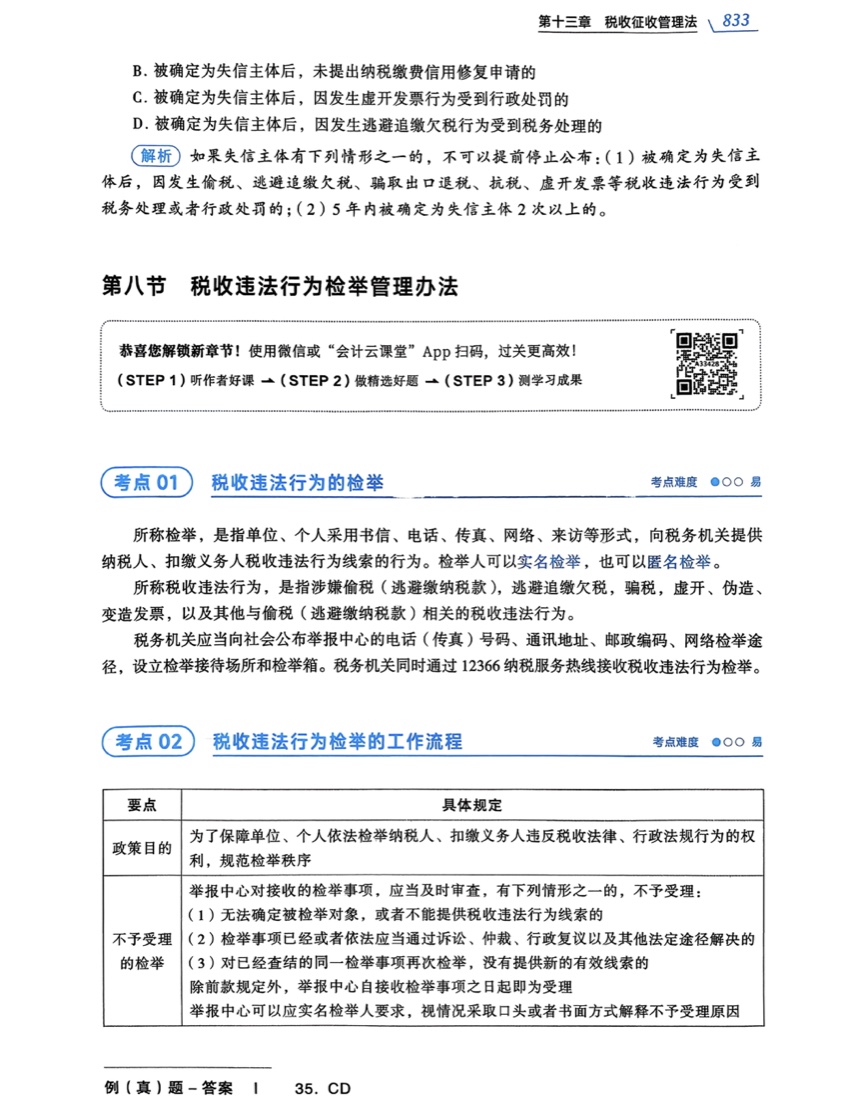 第十三章 税收征收管理法 833
B. 被确定为失信主体后，未提出纳税缴费信用修复申请的
C. 被确定为失信主体后，因发生虚开发票行为受到行政处罚的
D. 被确定为失信主体后，因发生逃避追缴欠税行为受到税务处理的
解析 如果失信主体有下列情形之一的，不可以提前停止公布：（1）被确定为失信主
体后，因发生偷税、逃避追缴欠税、骗取出口退税、抗税、虚开发票等税收违法行为受到
税务处理或者行政处罚的；（2）5 年内被确定为失信主体 2 次以上的。
第八节 税收违法行为检举管理办法
恭喜您解锁新章节！使用微信或“会计云课堂”App 扫码，过关更高效！
（STEP 1）听作者好课 ⇀（STEP 2）做精选好题 ⇀（STEP 3）测学习成果
A33428
考点 01 税收违法行为的检举 考点难度 ●○○ 易
所称检举，是指单位、个人采用书信、电话、传真、网络、来访等形式，向税务机关提供
纳税人、扣缴义务人税收违法行为线索的行为。检举人可以实名检举，也可以匿名检举。
所称税收违法行为，是指涉嫌偷税（逃避缴纳税款），逃避追缴欠税，骗税，虚开、伪造、
变造发票，以及其他与偷税（逃避缴纳税款）相关的税收违法行为。
税务机关应当向社会公布举报中心的电话（传真）号码、通讯地址、邮政编码、网络检举途
径，设立检举接待场所和检举箱。税务机关同时通过 12366 纳税服务热线接收税收违法行为检举。
考点 02 税收违法行为检举的工作流程 考点难度 ●○○ 易
要点 具体规定
政策目的 为了保障单位、个人依法检举纳税人、扣缴义务人违反税收法律、行政法规行为的权
利，规范检举秩序
不予受理的检举 举报中心对接收的检举事项，应当及时审查，有下列情形之一的，不予受理：
（1）无法确定被检举对象，或者不能提供税收违法行为线索的
（2）检举事项已经或者依法应当通过诉讼、仲裁、行政复议以及其他法定途径解决的
（3）对已经查结的同一检举事项再次检举，没有提供新的有效线索的
除前款规定外，举报中心自接收检举事项之日起即为受理
举报中心可以应实名检举人要求，视情况采取口头或者书面方式解释不予受理原因
例（真）题－答案 | 35. CD